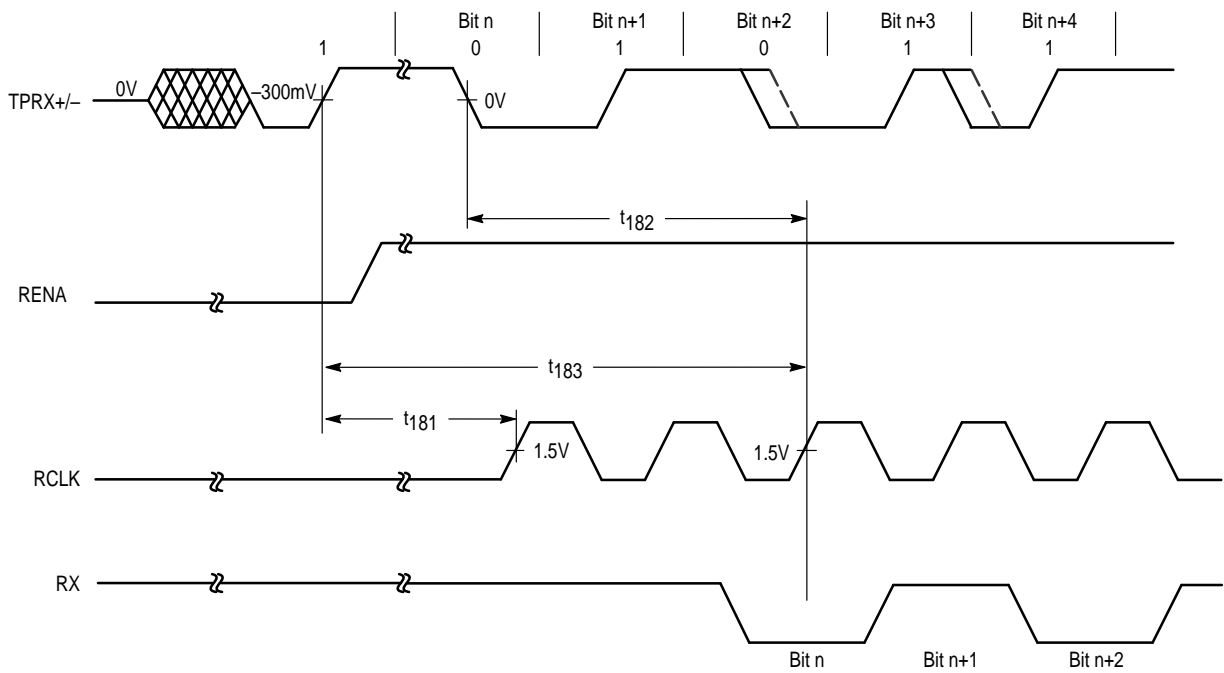 Bit n Bit n+1 Bit n+2 Bit n+3 Bit n+4
1 0 1 0 1 1
TPRX+/– 0V –300mV 0V
t182
RENA
t183
t181
RCLK 1.5V 1.5V
RX
Bit n Bit n+1 Bit n+2